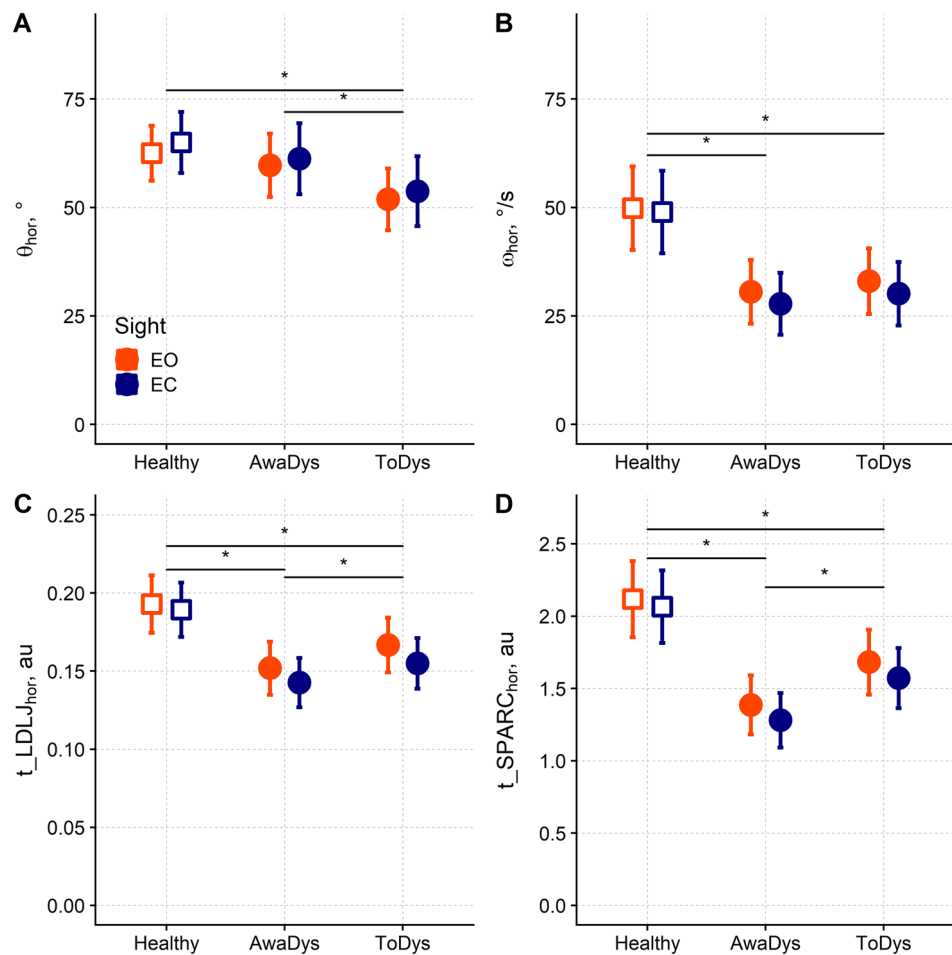 A
*
*
75
50
25
0
θhor, °
Sight
EO
EC
Healthy AwaDys ToDys
B
*
*
75
50
25
0
ωhor, °/s
Healthy AwaDys ToDys
C
0.25
0.20
0.15
0.10
0.05
0.00
*
*
*
t_LDLJhor, au
Healthy AwaDys ToDys
D
2.5
2.0
1.5
1.0
0.5
0.0
*
*
*
t_SPARChor, au
Healthy AwaDys ToDys